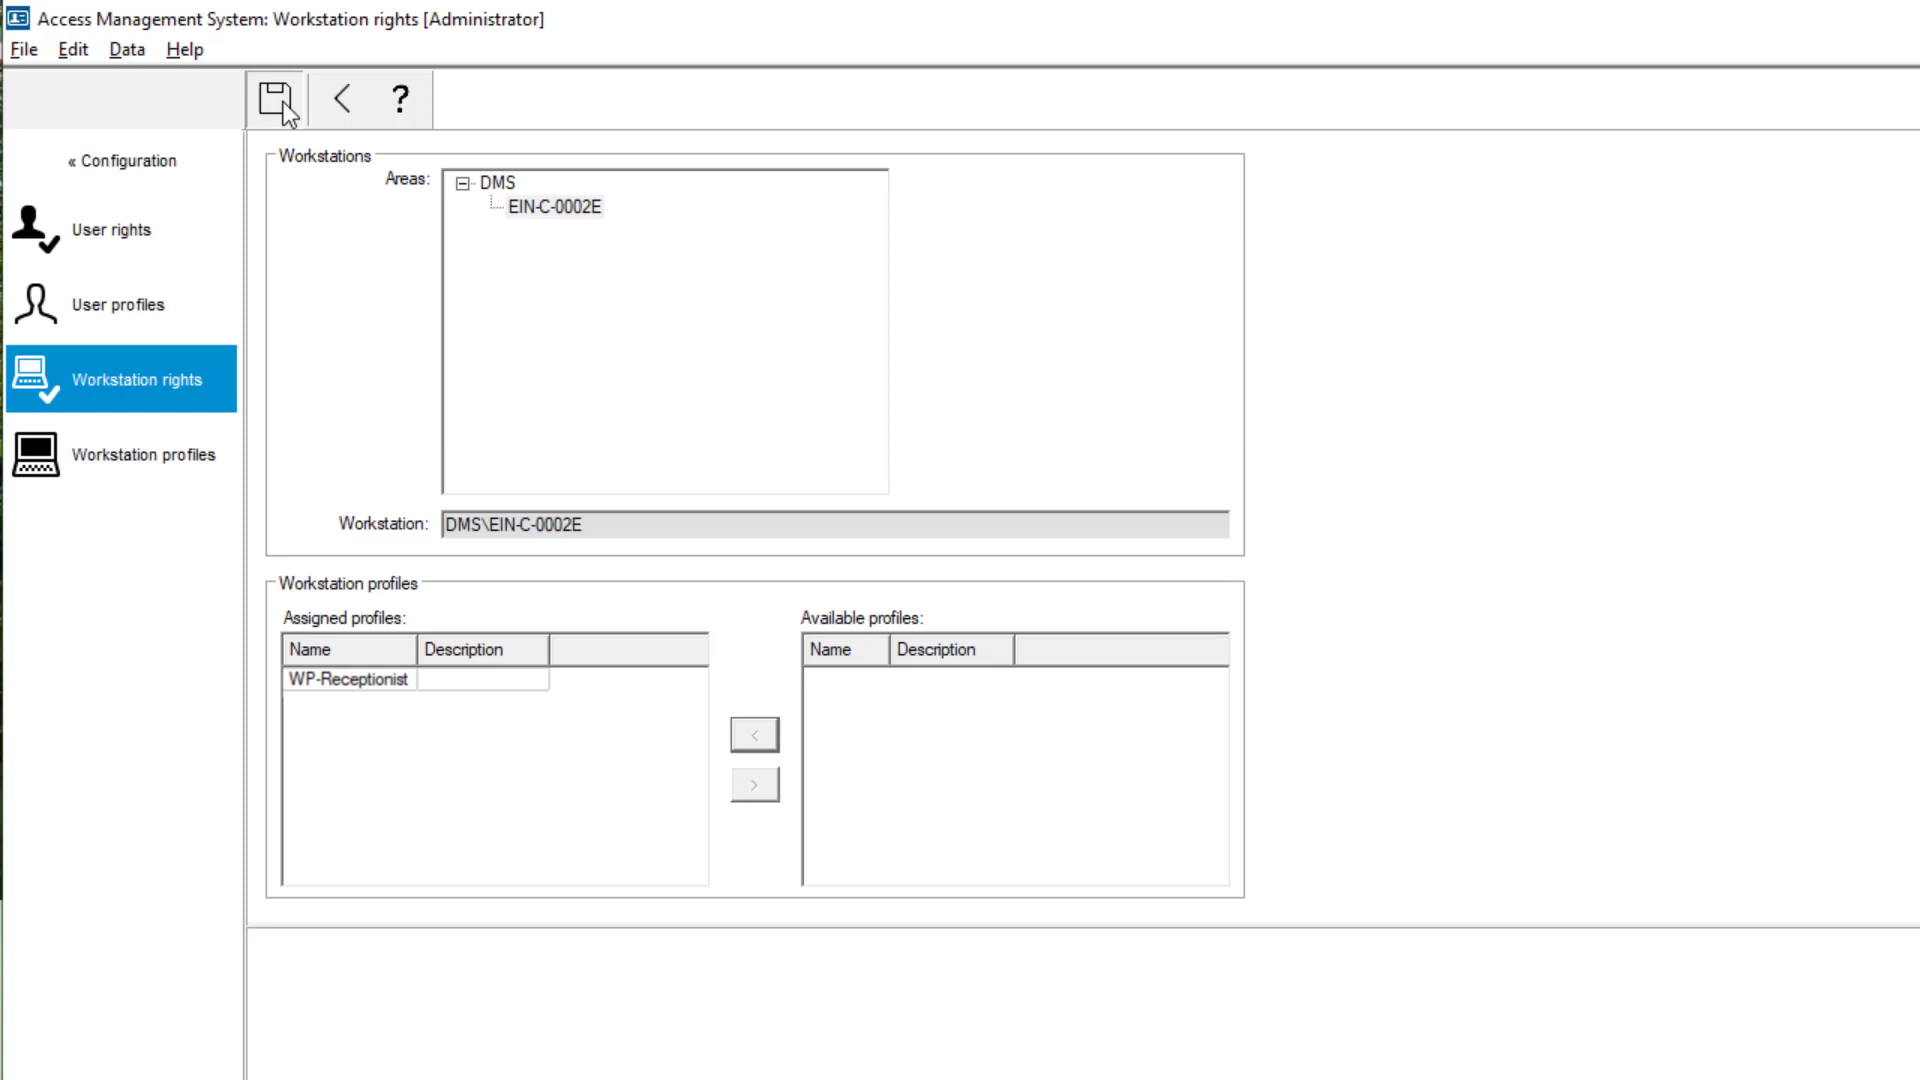 Access Management System: Workstation rights [Administrator]
File Edit Data Help
?
« Configuration
User rights
User profiles
Workstation rights
Workstation profiles
Workstations
Areas:
DMS
EIN-C-0002E
Workstation: DMS\EIN-C-0002E
Workstation profiles
Assigned profiles: Available profiles:
Name Description Name Description
WP-Receptionist
<
>